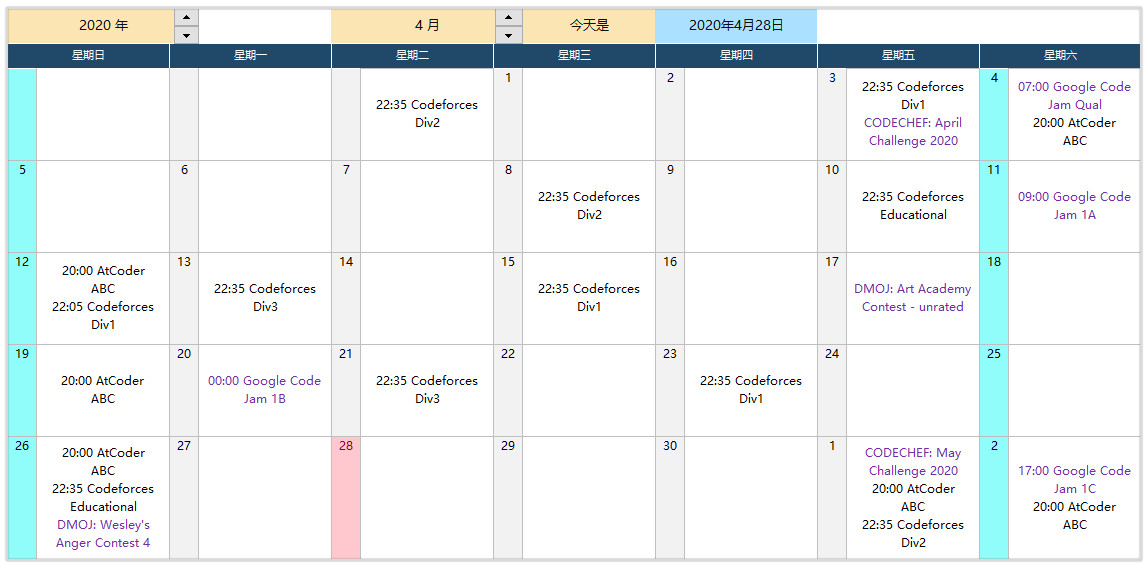 2020 年
4 月
今天是
2020年4月28日
星期日
星期一
星期二
星期三
星期四
星期五
星期六
22:35 Codeforces
Div2
1
2
3
22:35 Codeforces
Div1
CODECHEF: April
Challenge 2020
4
07:00 Google Code
Jam Qual
20:00 AtCoder
ABC
5
6
7
8
22:35 Codeforces
Div2
9
10
22:35 Codeforces
Educational
11
09:00 Google Code
Jam 1A
12
20:00 AtCoder
ABC
22:05 Codeforces
Div1
13
22:35 Codeforces
Div3
14
15
22:35 Codeforces
Div1
16
17
DMOJ: Art Academy
Contest - unrated
18
19
20:00 AtCoder
ABC
20
00:00 Google Code
Jam 1B
21
22:35 Codeforces
Div3
22
23
22:35 Codeforces
Div1
24
25
26
20:00 AtCoder
ABC
22:35 Codeforces
Educational
DMOJ: Wesley's
Anger Contest 4
27
28
29
30
1
CODECHEF: May
Challenge 2020
20:00 AtCoder
ABC
22:35 Codeforces
Div2
2
17:00 Google Code
Jam 1C
20:00 AtCoder
ABC